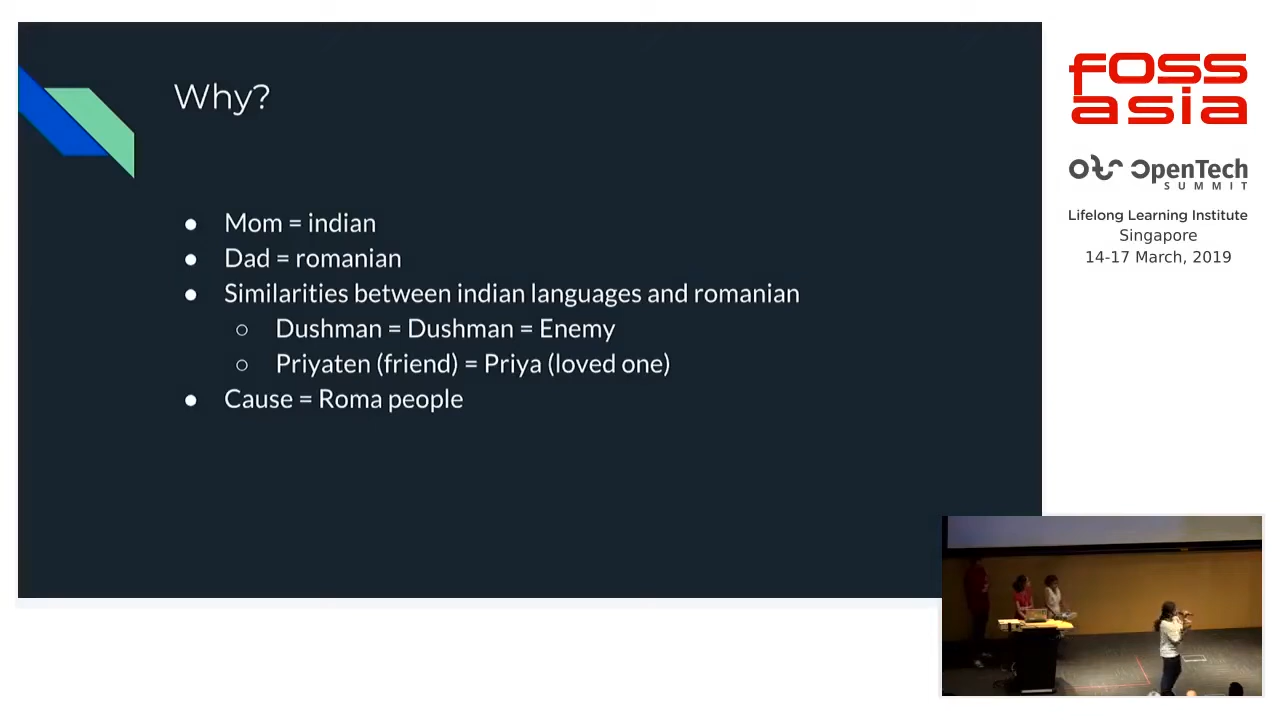 Why?
● Mom = indian
● Dad = romanian
● Similarities between indian languages and romanian
○ Dushman = Dushman = Enemy
○ Priyaten (friend) = Priya (loved one)
● Cause = Roma people
foss
asia
OpenTech
SUMMIT
Lifelong Learning Institute
Singapore
14-17 March, 2019